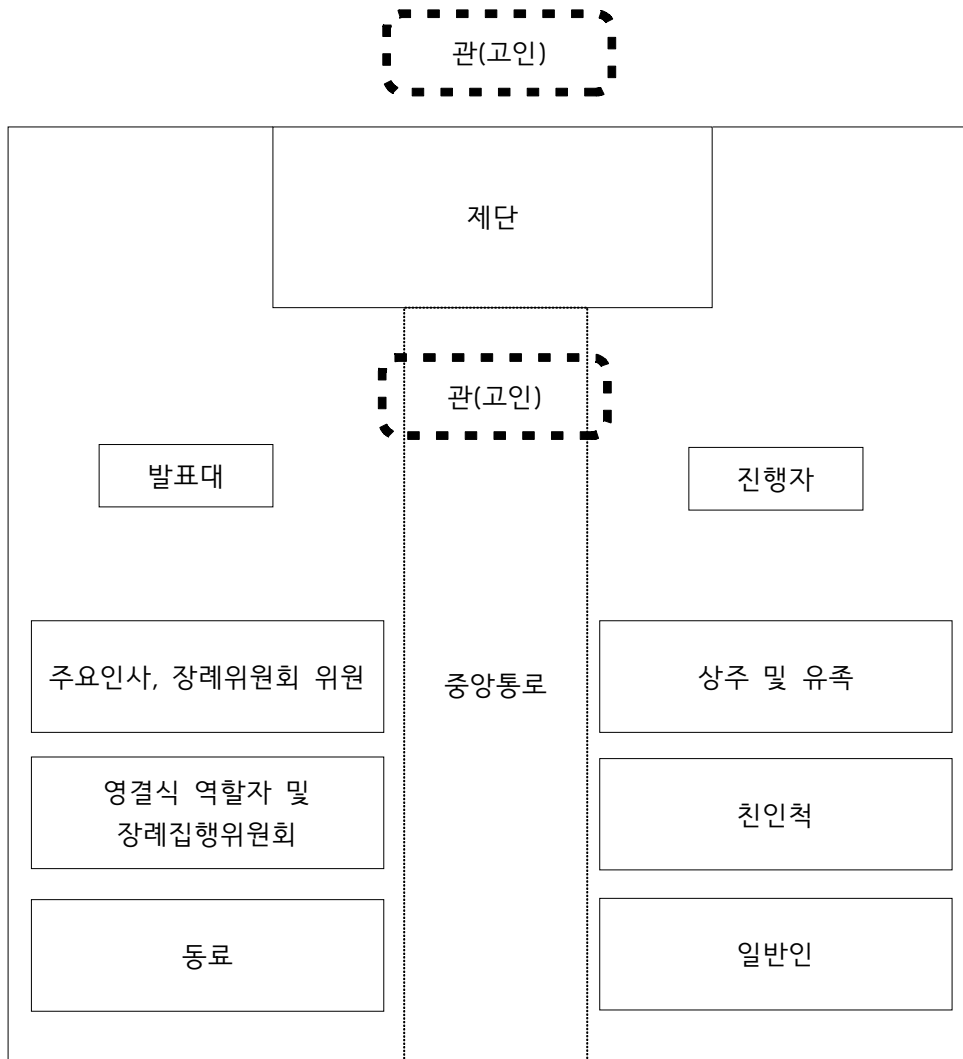 관(고인)
제단
관(고인)
발표대
진행자
주요인사, 장례위원회 위원
중앙통로
상주 및 유족
영결식 역할자 및
장례집행위원회
친인척
동료
일반인